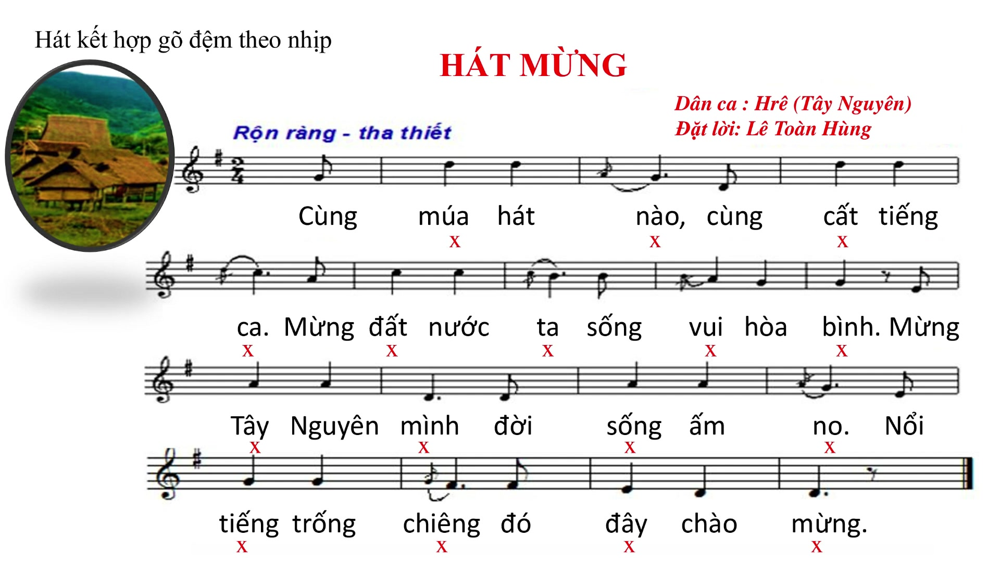 Hát kết hợp gõ đệm theo nhịp
HÁT MỪNG
Dân ca : Hrê (Tây Nguyên)
Đặt lời: Lê Toàn Hùng
Rộn ràng - tha thiết
2
4
Cùng múa hát nào, cùng cất tiếng
x x x
ca. Mừng đất nước ta sống vui hòa bình. Mừng
x x x x x
Tây Nguyên mình đời sống ấm no. Nổi
x x x x
tiếng trống chiêng đó đây chào mừng.
x x x x